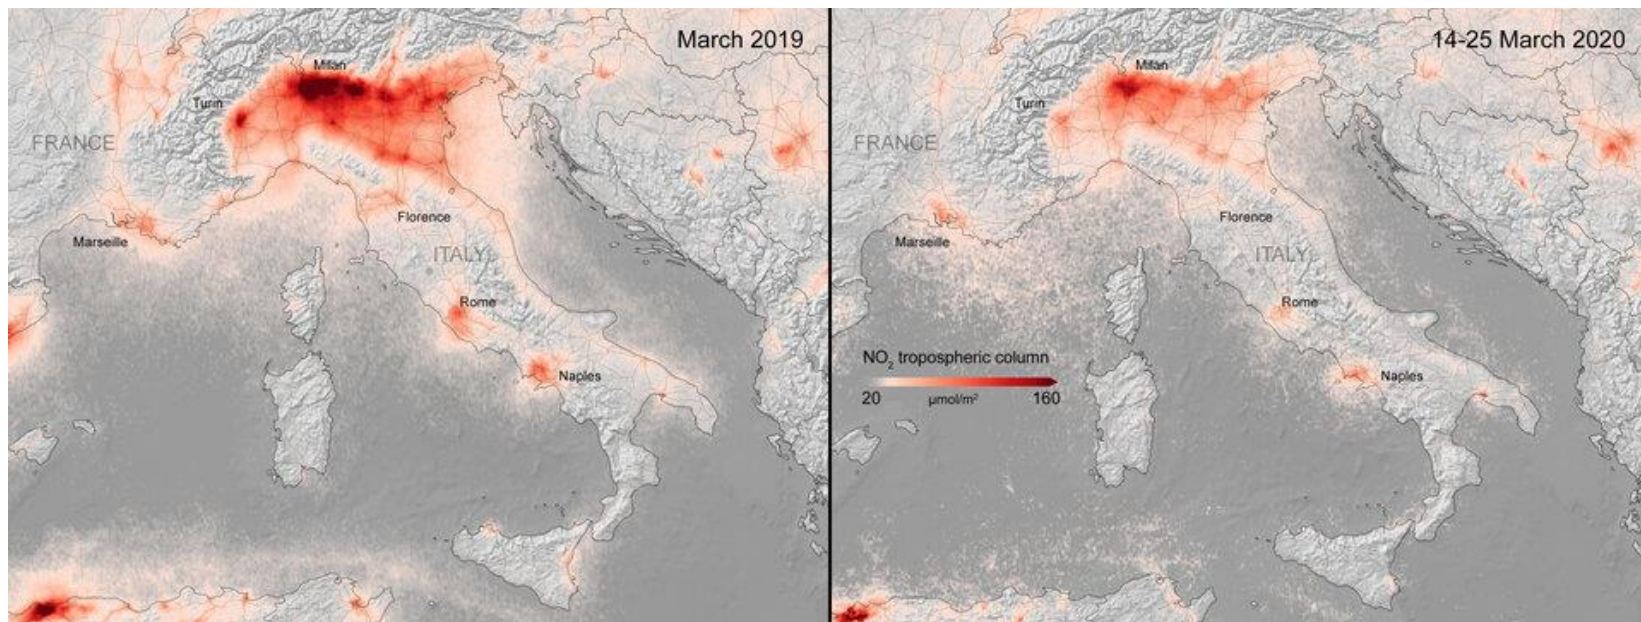 March 2019
Milan
Turin
FRANCE
Florence
Marseille
ITALY
Rome
Naples
14-25 March 2020
Milan
Turin
FRANCE
Florence
Marseille
ITALY
Rome
NO₂ tropospheric column
Naples
20 µmol/m² 160